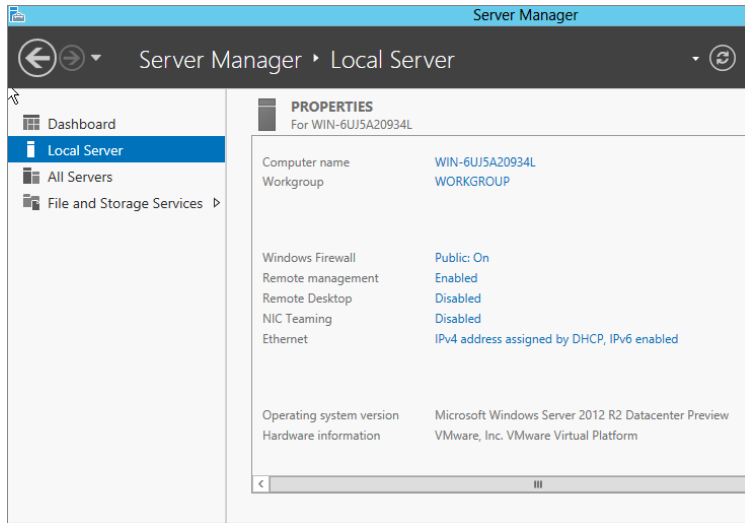 Server Manager
Server Manager • Local Server
Dashboard
Local Server
All Servers
File and Storage Services
PROPERTIES
For WIN-6UJ5A20934L
Computer name WIN-6UJ5A20934L
Workgroup WORKGROUP
Windows Firewall Public: On
Remote management Enabled
Remote Desktop Disabled
NIC Teaming Disabled
Ethernet IPv4 address assigned by DHCP, IPv6 enabled
Operating system version Microsoft Windows Server 2012 R2 Datacenter Preview
Hardware information VMware, Inc. VMware Virtual Platform